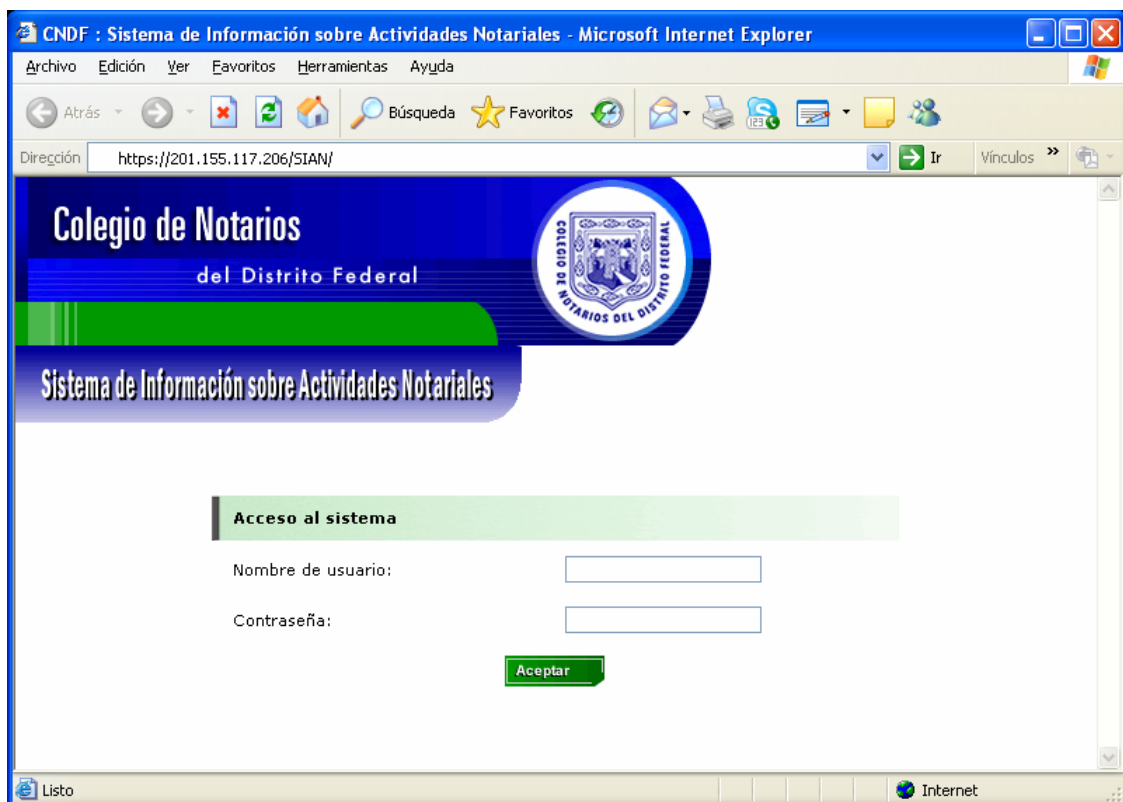 CNDF : Sistema de Información sobre Actividades Notariales - Microsoft Internet Explorer
Archivo Edición Ver Favoritos Herramientas Ayuda
Atrás Búsqueda Favoritos
Dirección https://201.155.117.206/SIAN/ Ir Vínculos »
Colegio de Notarios
del Distrito Federal
COLEGIO DE NOTARIOS DEL DISTRITO FEDERAL
Sistema de Información sobre Actividades Notariales
Acceso al sistema
Nombre de usuario:
Contraseña:
Aceptar
Listo Internet